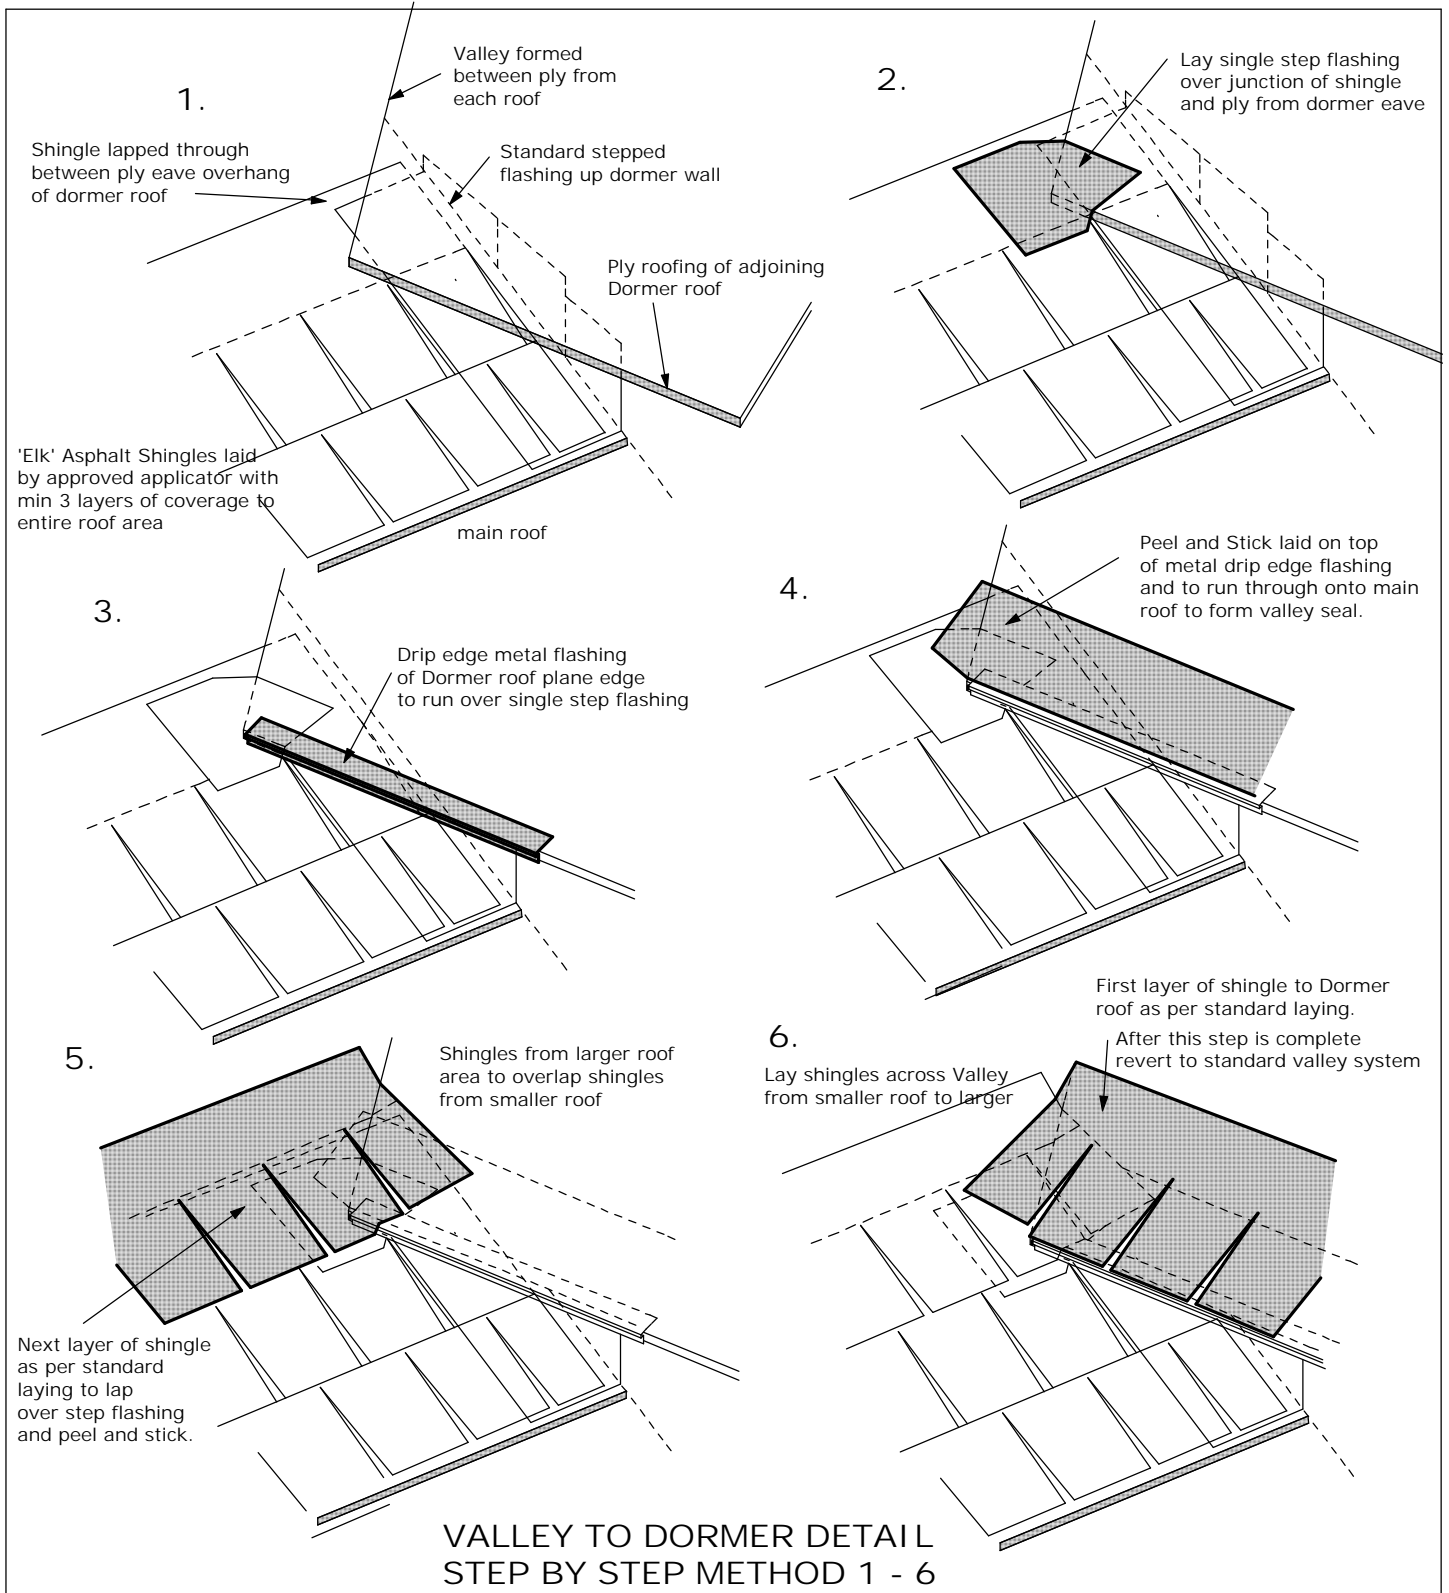 1.
Valley formed
between ply from
each roof
Shingle lapped through
between ply eave overhang
of dormer roof
Standard stepped
flashing up dormer wall
Ply roofing of adjoining
Dormer roof
'Elk' Asphalt Shingles laid
by approved applicator with
min 3 layers of coverage to
entire roof area
main roof
2.
Lay single step flashing
over junction of shingle
and ply from dormer eave
3.
Drip edge metal flashing
of Dormer roof plane edge
to run over single step flashing
4.
Peel and Stick laid on top
of metal drip edge flashing
and to run through onto main
roof to form valley seal.
5.
Shingles from larger roof
area to overlap shingles
from smaller roof
Next layer of shingle
as per standard
laying to lap
over step flashing
and peel and stick.
6.
First layer of shingle to Dormer
roof as per standard laying.
After this step is complete
revert to standard valley system
Lay shingles across Valley
from smaller roof to larger
VALLEY TO DORMER DETAIL
STEP BY STEP METHOD 1 - 6